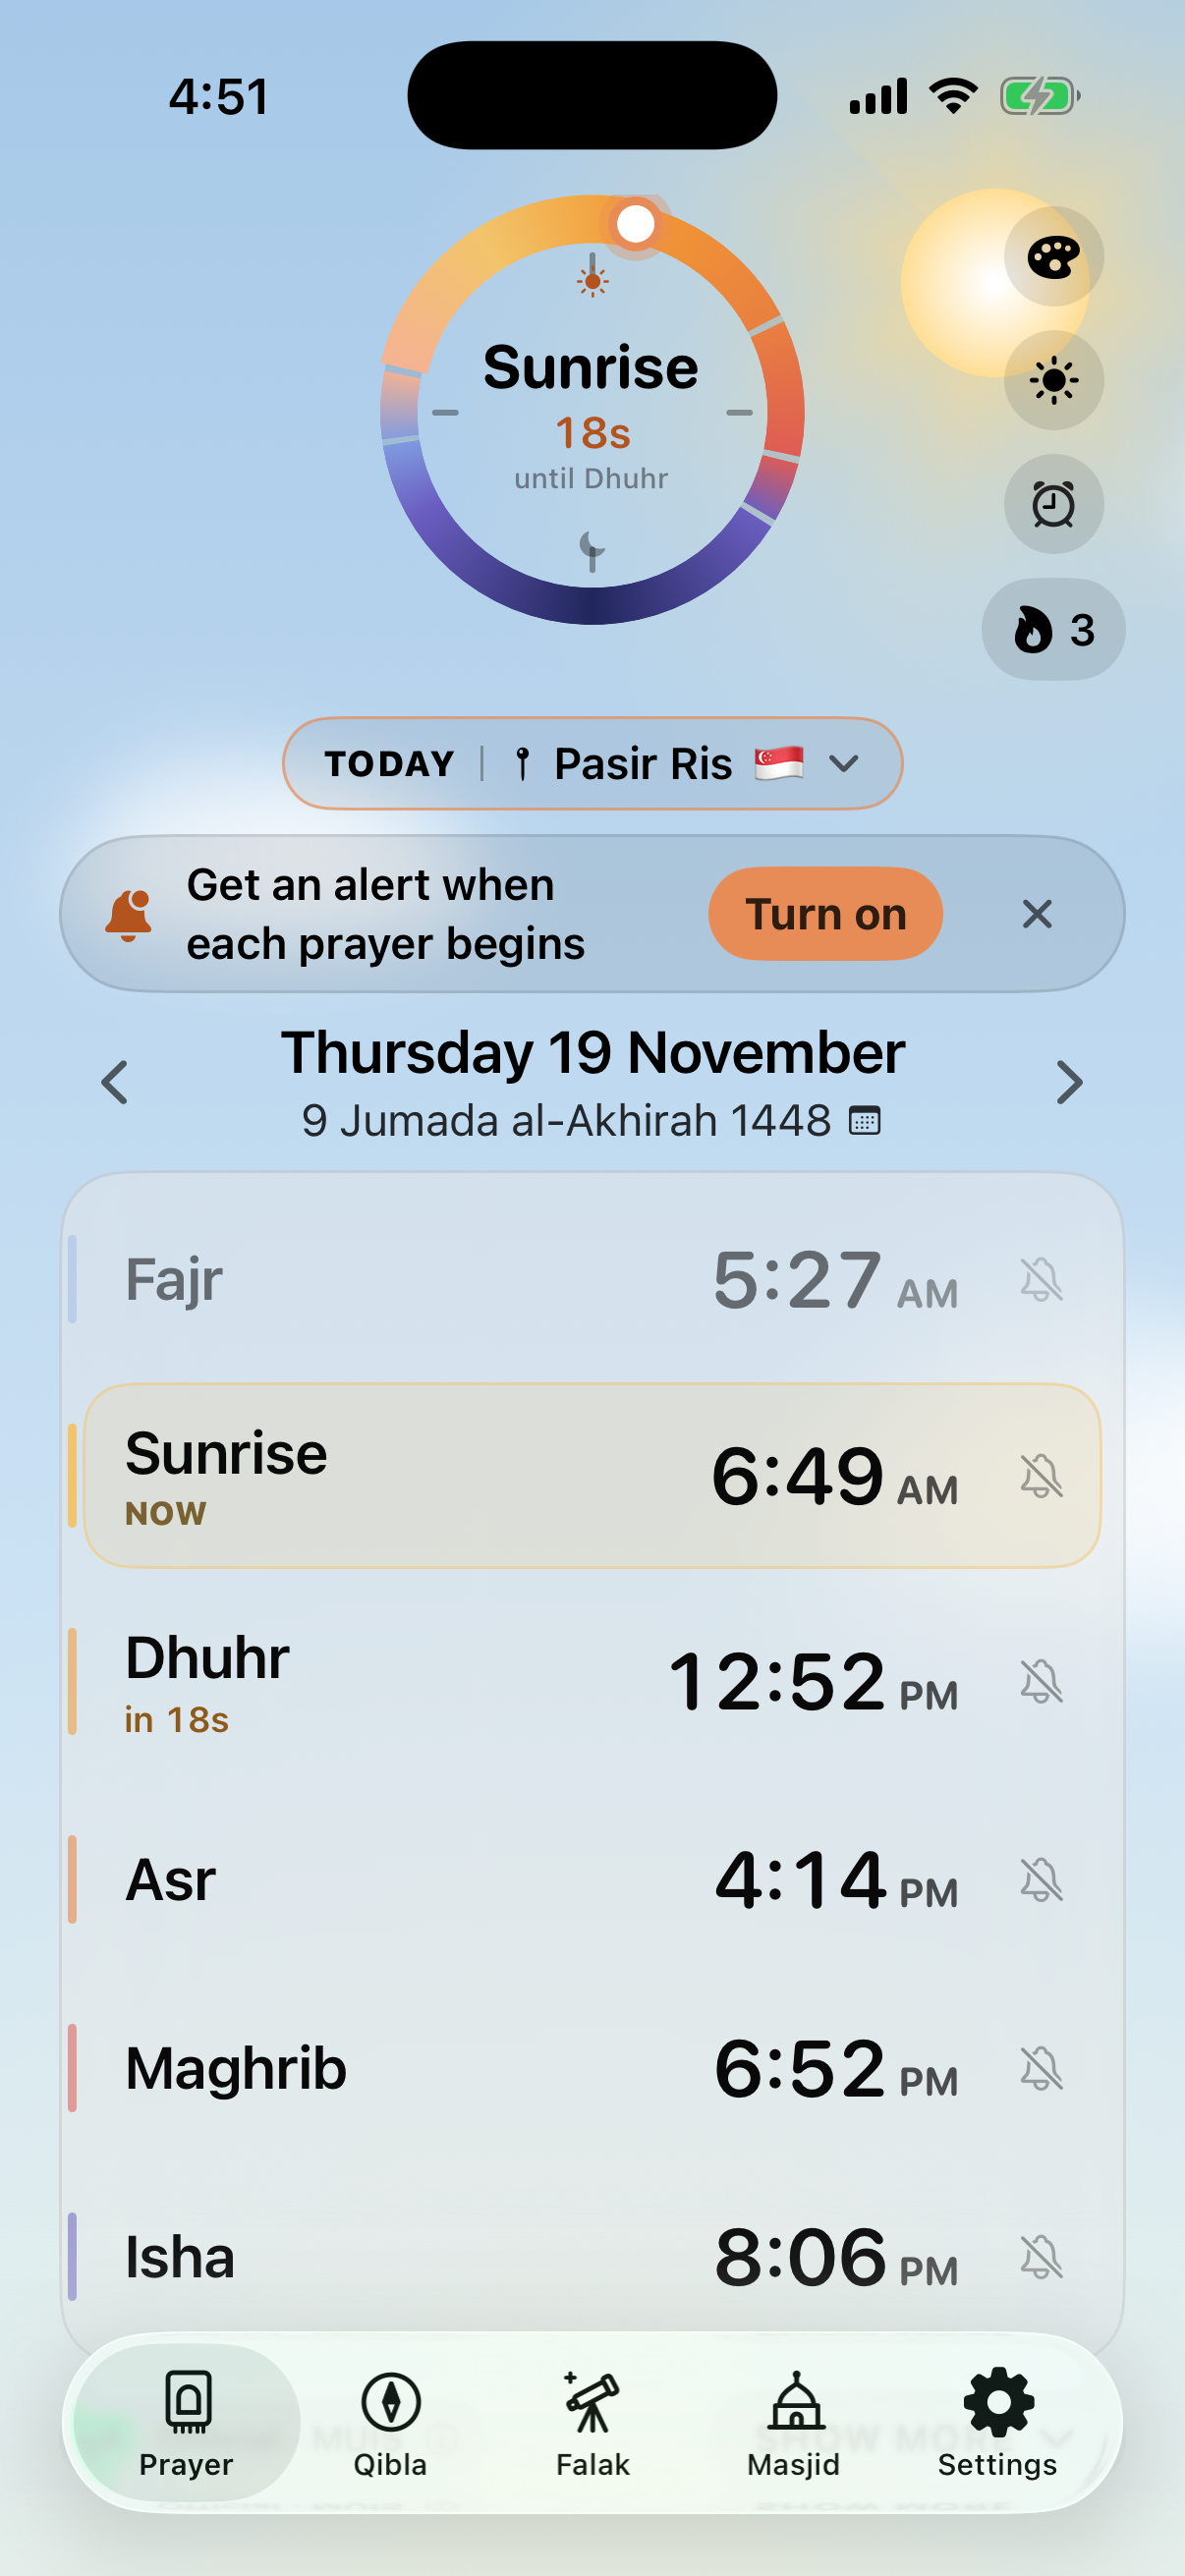 4:51
Sunrise
18s
until Dhuhr
3
TODAY | Pasir Ris
Get an alert when
each prayer begins
Turn on
Thursday 19 November
9 Jumada al-Akhirah 1448
Fajr 5:27 AM
Sunrise 6:49 AM
NOW
Dhuhr 12:52 PM
in 18s
Asr 4:14 PM
Maghrib 6:52 PM
Isha 8:06 PM
MUIS SHOW MORE
Prayer Qibla Falak Masjid Settings